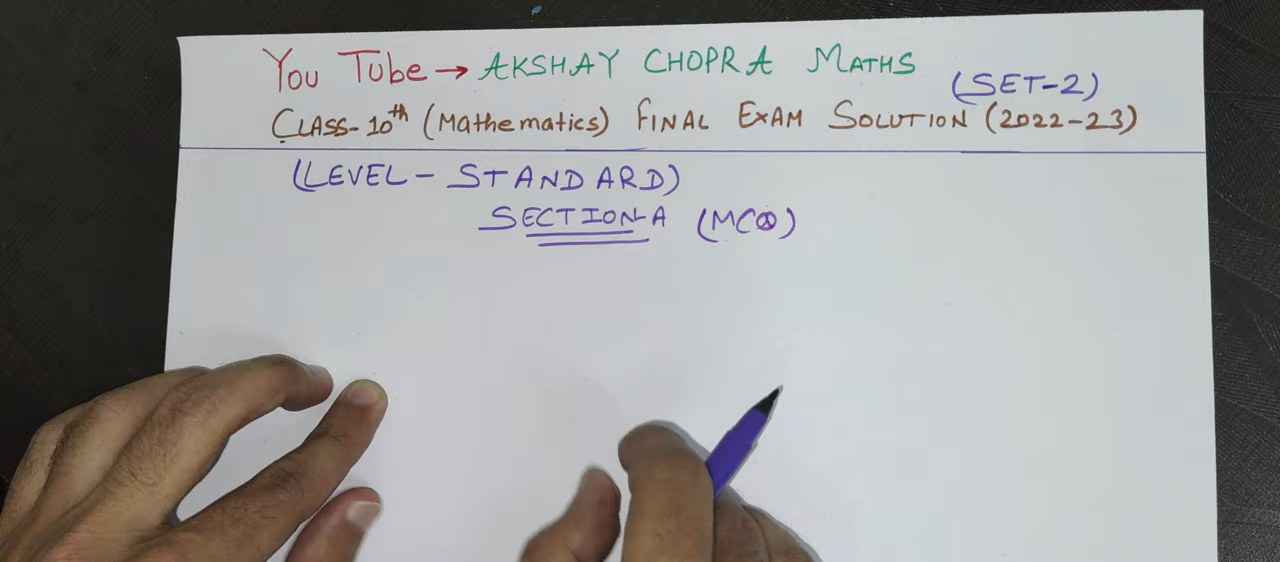 You Tube → AKSHAY CHOPRA MATHS
(SET-2)
CLASS-10th (Mathematics) FINAL EXAM SOLUTION (2022-23)
(LEVEL - STANDARD)
SECTION-A (MCQ)